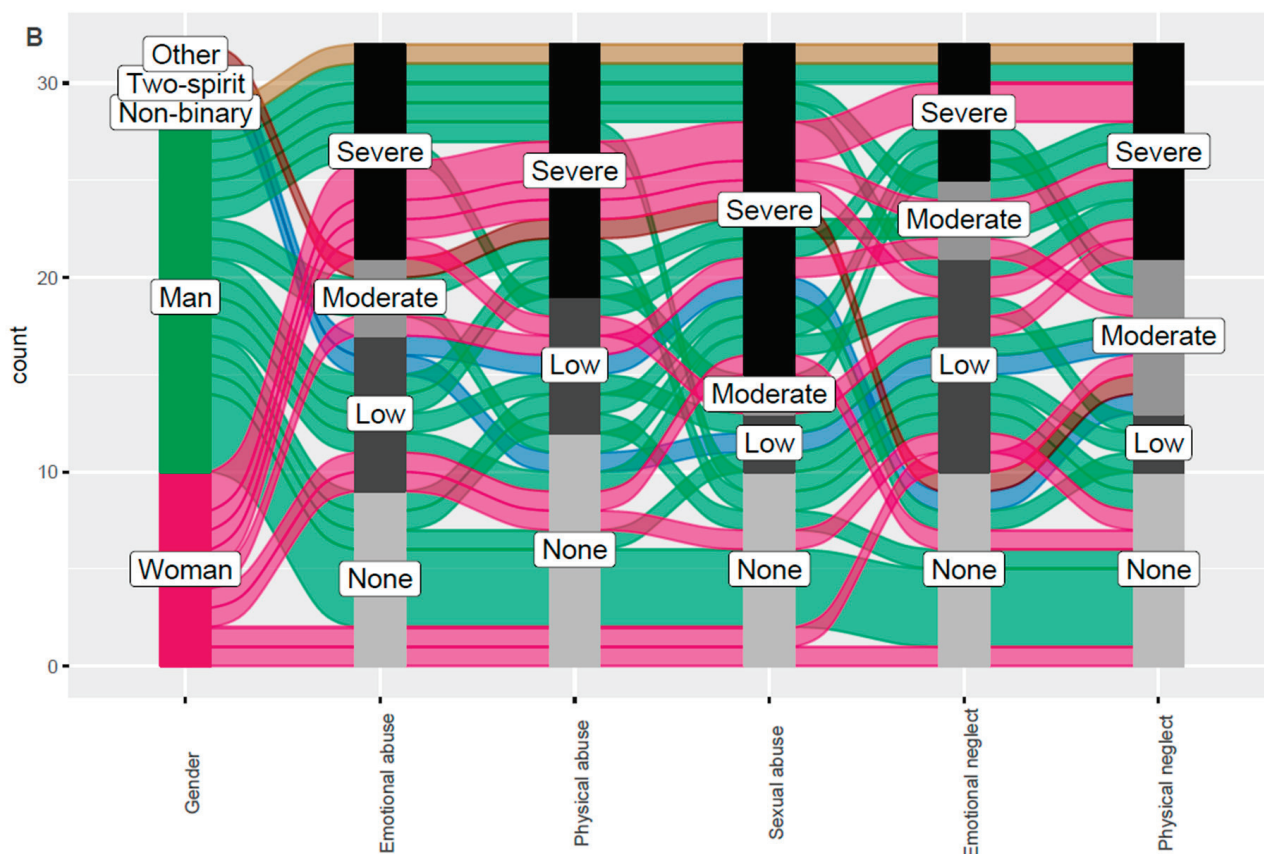 B
Other
Two-spirit
Non-binary
Man
Woman
Severe
Moderate
Low
None
Severe
Low
None
Severe
Moderate
Low
None
Severe
Moderate
Low
None
Severe
Moderate
Low
None
count
30
20
10
0
Gender
Emotional abuse
Physical abuse
Sexual abuse
Emotional neglect
Physical neglect